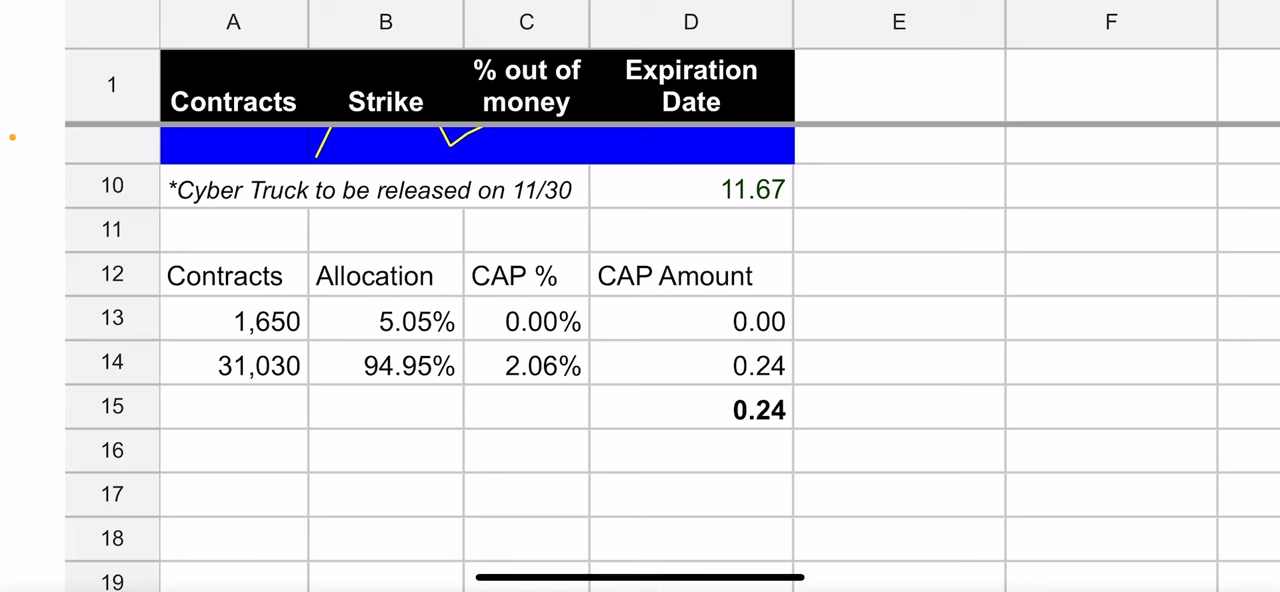 A B C D E F
1 Contracts Strike % out of money Expiration Date
10 *Cyber Truck to be released on 11/30 11.67
11
12 Contracts Allocation CAP % CAP Amount
13 1,650 5.05% 0.00% 0.00
14 31,030 94.95% 2.06% 0.24
15 0.24
16
17
18
19